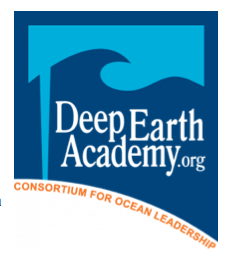 Deep Earth
Academy.org
CONSORTIUM FOR OCEAN LEADERSHIP